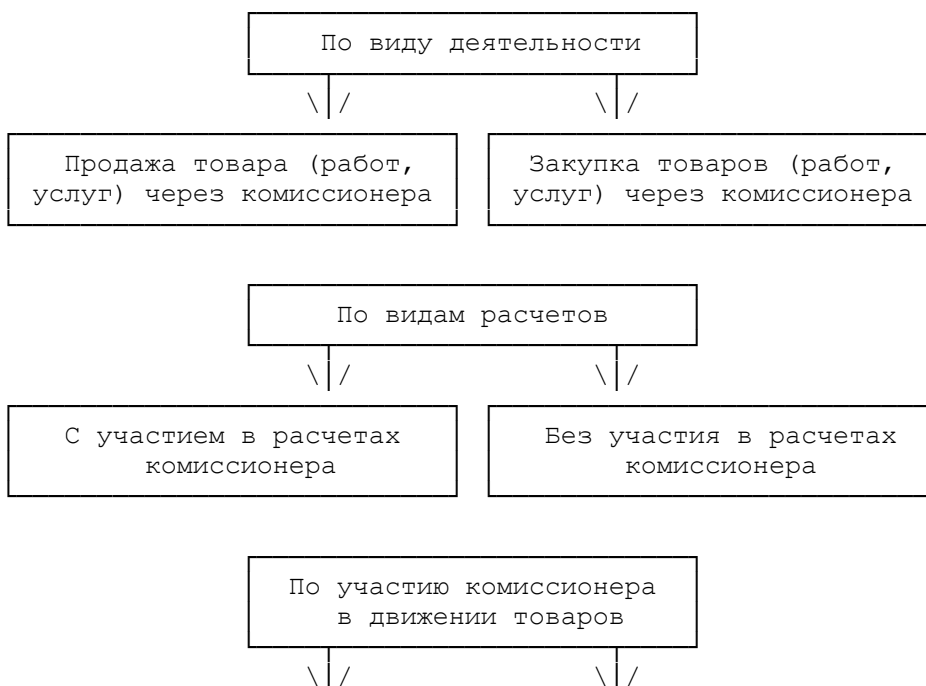 По виду деятельности
Продажа товара (работ,
услуг) через комиссионера
Закупка товаров (работ,
услуг) через комиссионера
По видам расчетов
С участием в расчетах
комиссионера
Без участия в расчетах
комиссионера
По участию комиссионера
в движении товаров